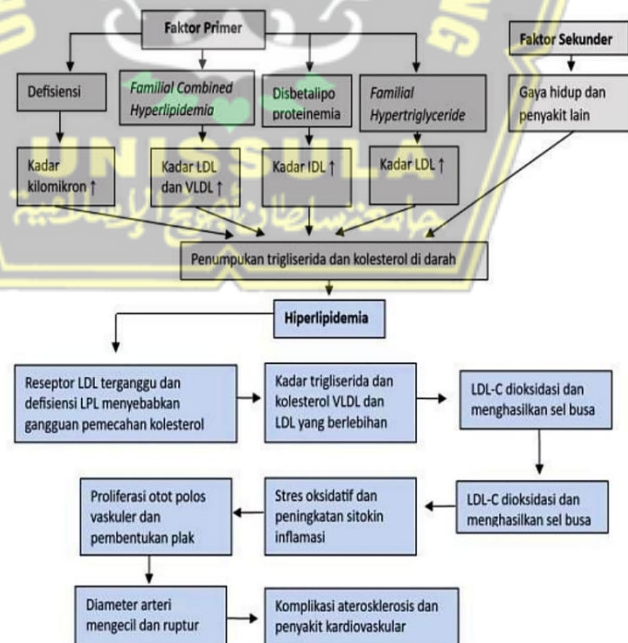 Faktor Primer
Faktor Sekunder
Defisiensi
Familial Combined
Hyperlipidemia
Disbetalipo
proteinemia
Familial
Hypertriglyceride
Gaya hidup dan
penyakit lain
Kadar
kilomikron ↑
Kadar LDL
dan VLDL ↑
Kadar IDL ↑
Kadar LDL ↑
UNISSULA
جامعتسلطان أجونج الإسلامية
Penumpukan trigliserida dan kolesterol di darah
Hiperlipidemia
Reseptor LDL terganggu dan
defisiensi LPL menyebabkan
gangguan pemecahan kolesterol
Kadar trigliserida dan
kolesterol VLDL dan
LDL yang berlebihan
LDL-C dioksidasi dan
menghasilkan sel busa
LDL-C dioksidasi dan
menghasilkan sel busa
Stres oksidatif dan
peningkatan sitokin
inflamasi
Proliferasi otot polos
vaskuler dan
pembentukan plak
Diameter arteri
mengecil dan ruptur
Komplikasi aterosklerosis dan
penyakit kardiovaskular